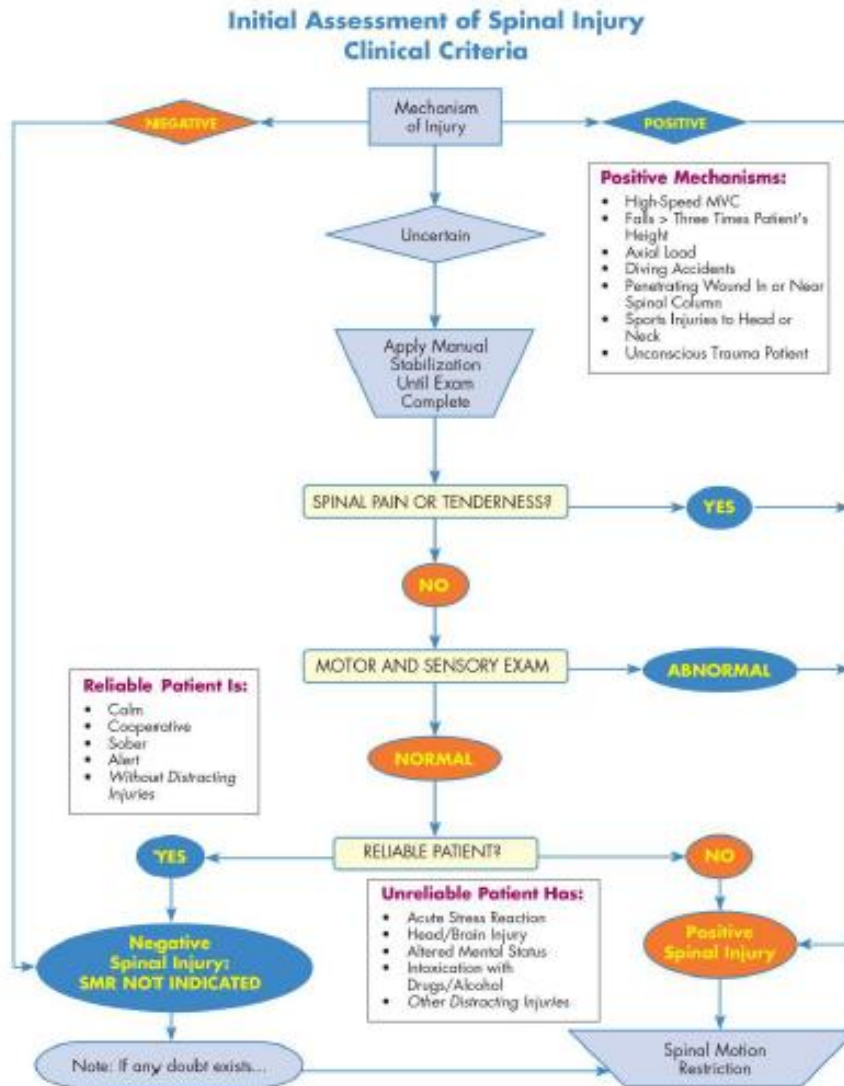 Initial Assessment of Spinal Injury
Clinical Criteria
NEGATIVE
Mechanism
of Injury
POSITIVE
Positive Mechanisms:
• High-Speed MVC
• Falls > Three Times Patient's
Height
• Axial Load
• Diving Accidents
• Penetrating Wound In or Near
Spinal Column
• Sports Injuries to Head or
Neck
• Unconscious Trauma Patient
Uncertain
Apply Manual
Stabilization
Until Exam
Complete
SPINAL PAIN OR TENDERNESS?
YES
NO
MOTOR AND SENSORY EXAM
ABNORMAL
Reliable Patient Is:
• Calm
• Cooperative
• Sober
• Alert
• Without Distracting
Injuries
NORMAL
YES
RELIABLE PATIENT?
NO
Unreliable Patient Has:
• Acute Stress Reaction
• Head/Brain Injury
• Altered Mental Status
• Intoxication with
Drugs/Alcohol
• Other Distracting Injuries
Negative
Spinal Injury:
SMR NOT INDICATED
Positive
Spinal Injury
Note: If any doubt exists...
Spinal Motion
Restriction